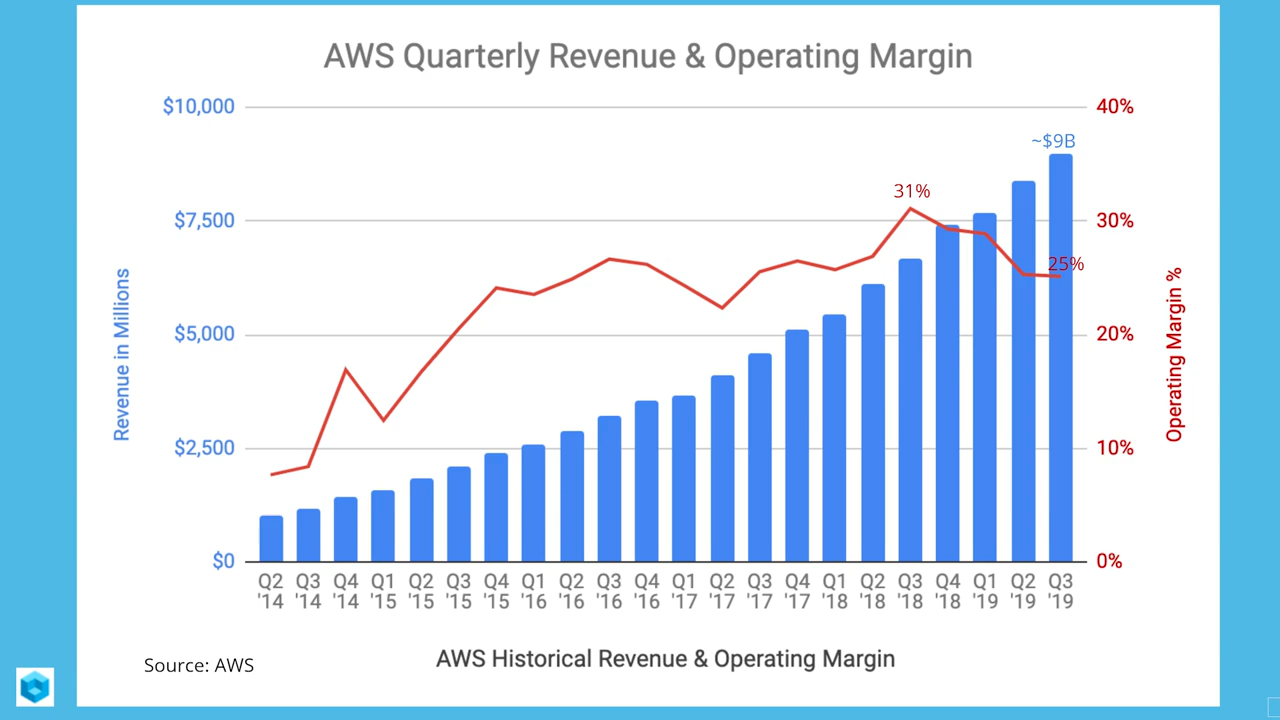 AWS Quarterly Revenue & Operating Margin
$10,000
40%
~$9B
31%
$7,500
30%
25%
Revenue in Millions
Operating Margin %
$5,000
20%
$2,500
10%
$0
0%
Q2 Q3 Q4 Q1 Q2 Q3 Q4 Q1 Q2 Q3 Q4 Q1 Q2 Q3 Q4 Q1 Q2 Q3 Q4 Q1 Q2 Q3
'14 '14 '14 '15 '15 '15 '15 '16 '16 '16 '16 '17 '17 '17 '17 '18 '18 '18 '18 '19 '19 '19
Source: AWS
AWS Historical Revenue & Operating Margin